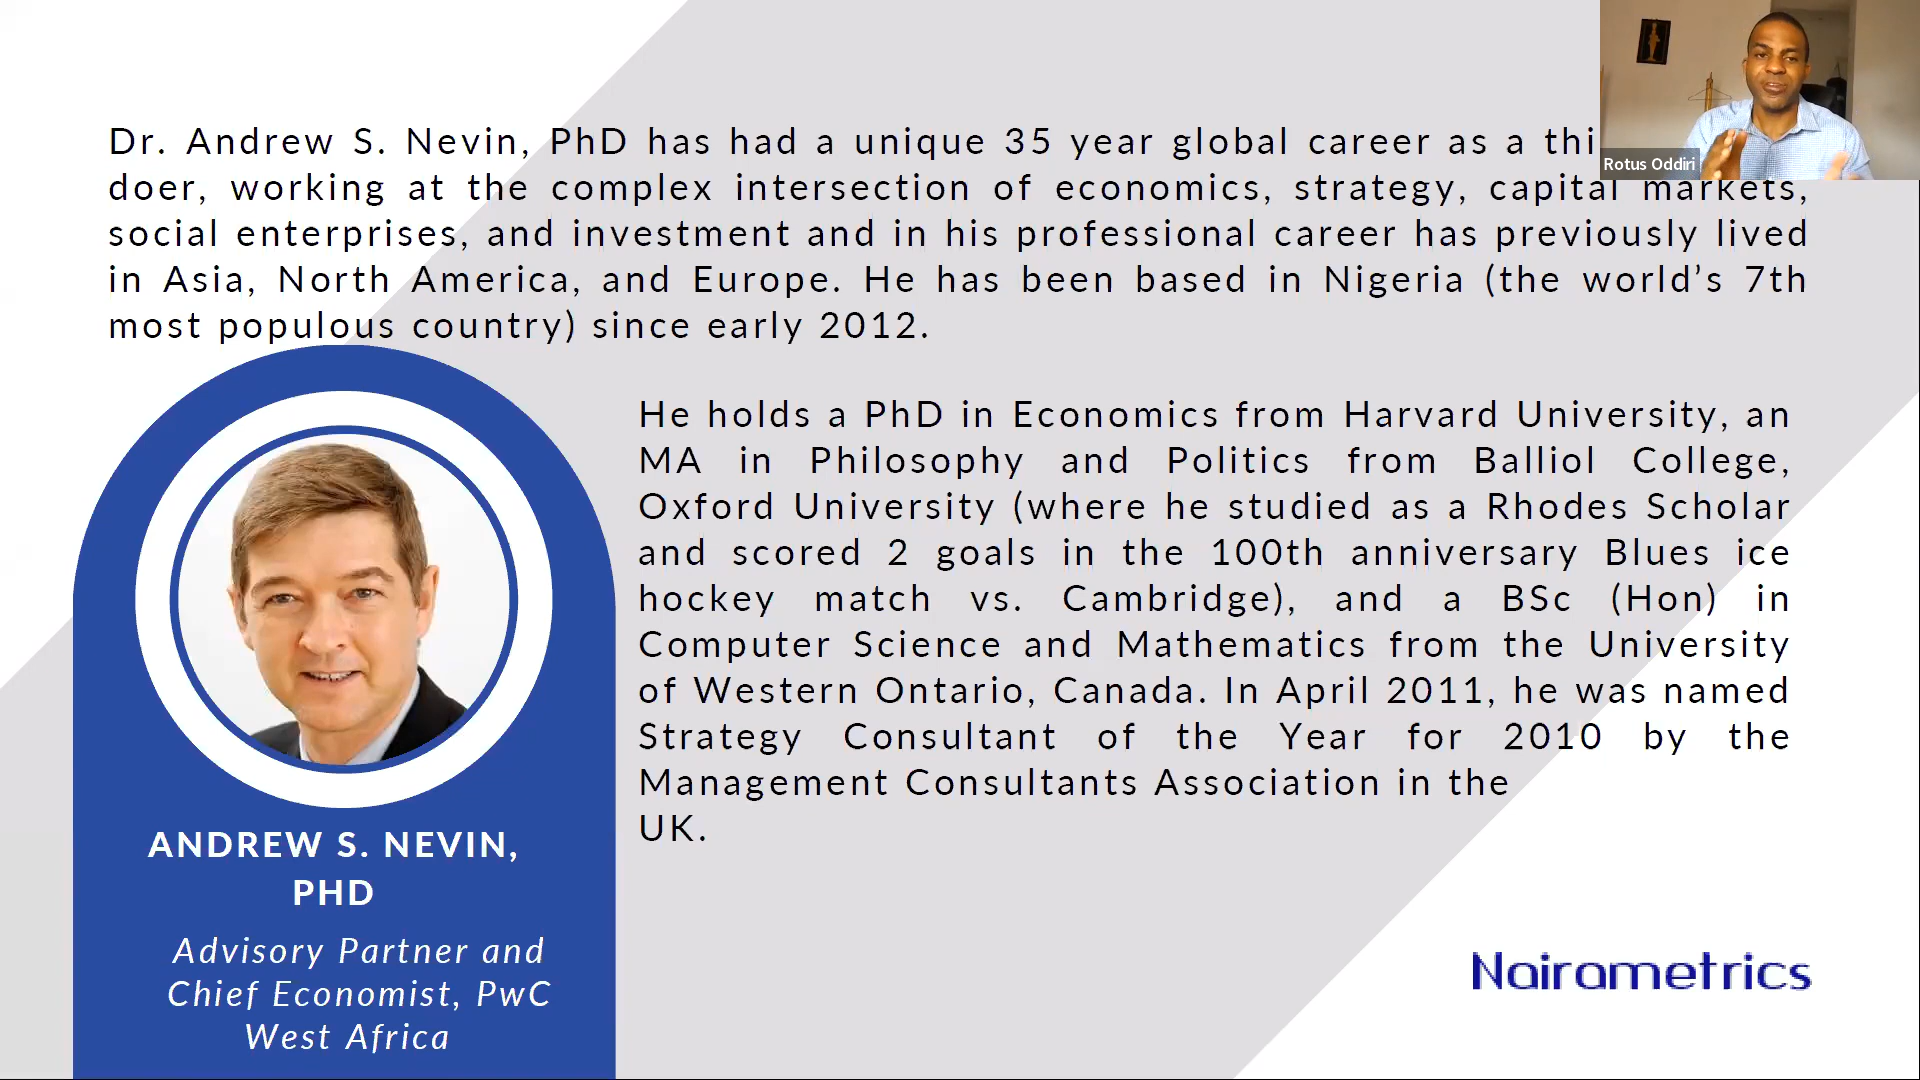 Dr. Andrew S. Nevin, PhD has had a unique 35 year global career as a
doer, working at the complex intersection of economics, strategy, capital markets,
social enterprises, and investment and in his professional career has previously lived
in Asia, North America, and Europe. He has been based in Nigeria (the world’s 7th
most populous country) since early 2012.
Rotus Oddiri
He holds a PhD in Economics from Harvard University, an
MA in Philosophy and Politics from Balliol College,
Oxford University (where he studied as a Rhodes Scholar
and scored 2 goals in the 100th anniversary Blues ice
hockey match vs. Cambridge), and a BSc (Hon) in
Computer Science and Mathematics from the University
of Western Ontario, Canada. In April 2011, he was named
Strategy Consultant of the Year for 2010 by the
Management Consultants Association in the
UK.
ANDREW S. NEVIN,
PHD
Advisory Partner and
Chief Economist, PwC
West Africa
Nairametrics